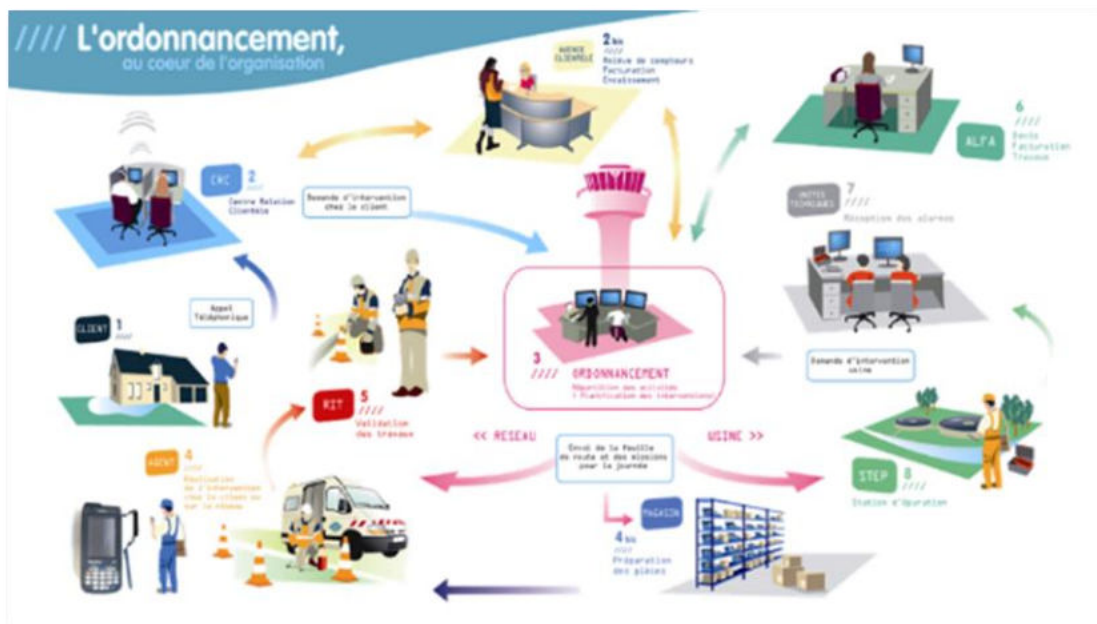 //// L'ordonnancement,
au coeur de l'organisation
AGENCE
CLIENTÈLE
2 bis
////
Relève de compteurs
Facturation
Encaissement
6
////
ALFA
Devis
Facturation
Travaux
CRC
2
////
Centre Relation
Clientèle
Demande d'intervention
chez le client
UNITES
TECHNIQUES
7
////
Réception des alarmes
Appel
Téléphonique
CLIENT
1
////
3
////
ORDONNANCEMENT
Répartition des activités
Planification des interventions
Demande d'intervention
usine
RIT
5
////
Validation
des travaux
<< RESEAU
USINE >>
Envoi de la feuille
de route et des missions
pour la journée
AGENT
4
////
Réalisation
de l'intervention
chez le client ou
sur le réseau
STEP
8
////
Station d'épuration
MAGASIN
4 bis
////
Préparation
des pièces